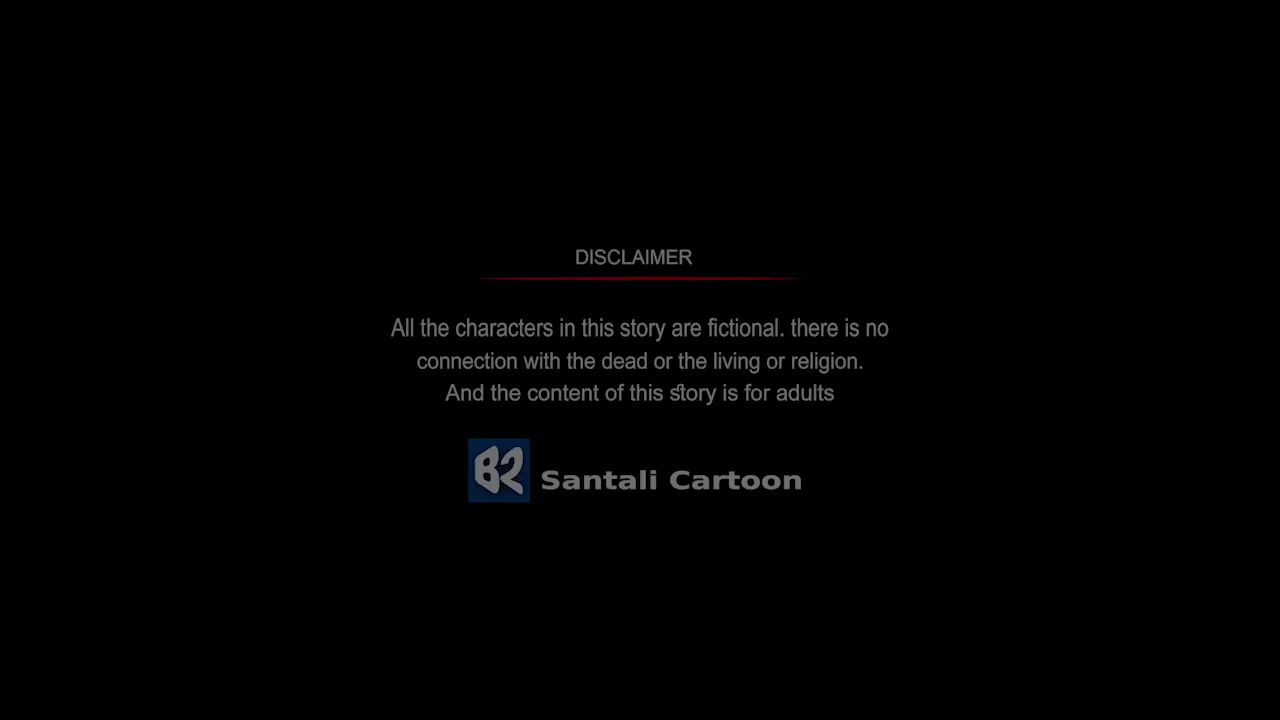 DISCLAIMER
All the characters in this story are fictional. there is no
connection with the dead or the living or religion.
And the content of this story is for adults
Santali Cartoon